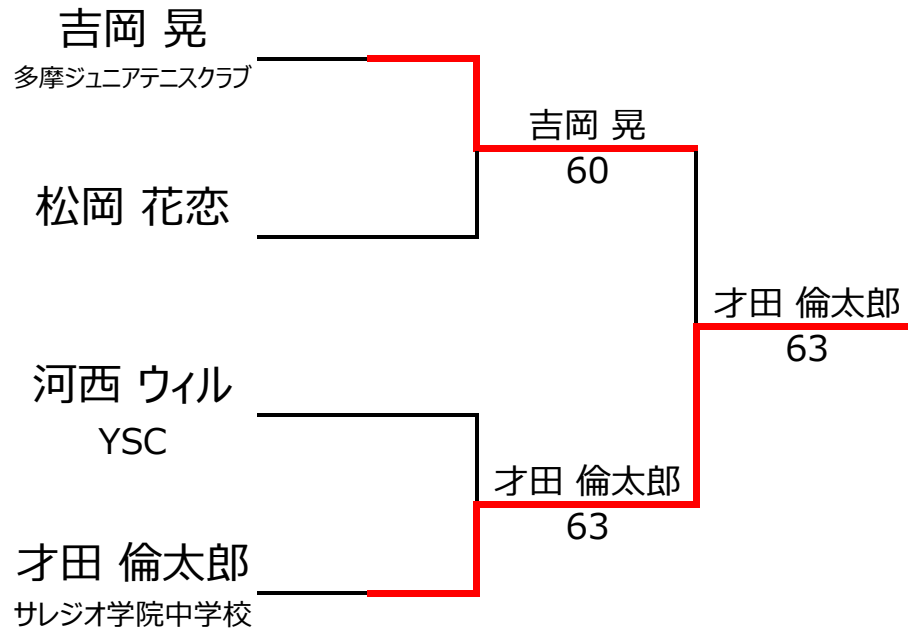 吉岡 晃
多摩ジュニアテニスクラブ
吉岡 晃
60
松岡 花恋
才田 倫太郎
63
河西 ウィル
YSC
才田 倫太郎
63
才田 倫太郎
サレジオ学院中学校